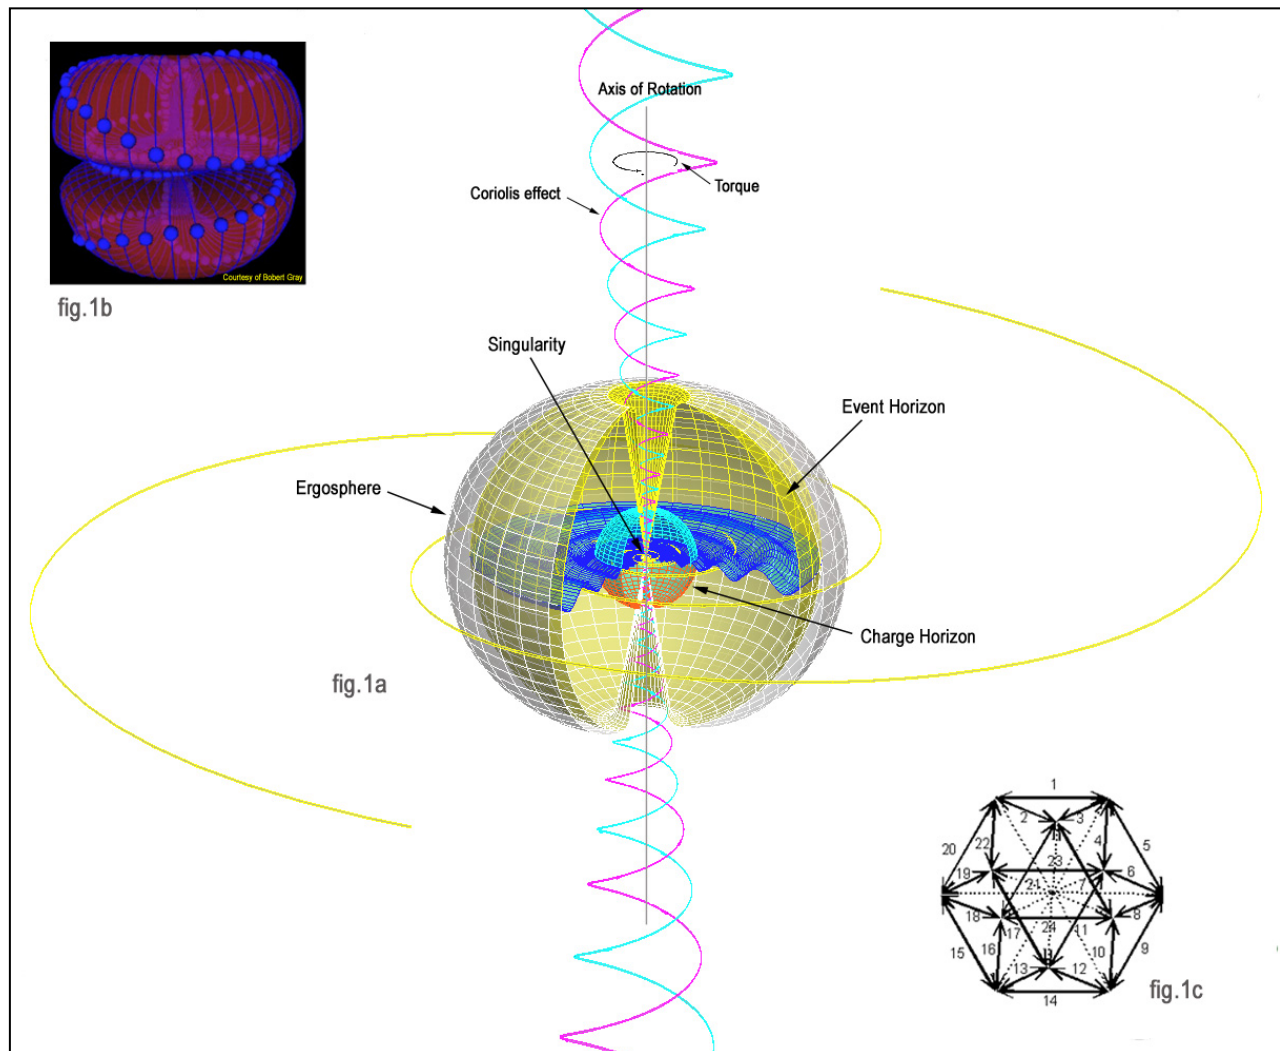 Axis of Rotation
Torque
Coriolis effect
Courtesy of Bobert Gray
fig.1b
Singularity
Event Horizon
Ergosphere
Charge Horizon
fig.1a
1
2
3
4
5
20
22
23
19
21
7
6
18
17
24
11
8
15
16
10
9
13
12
14
fig.1c